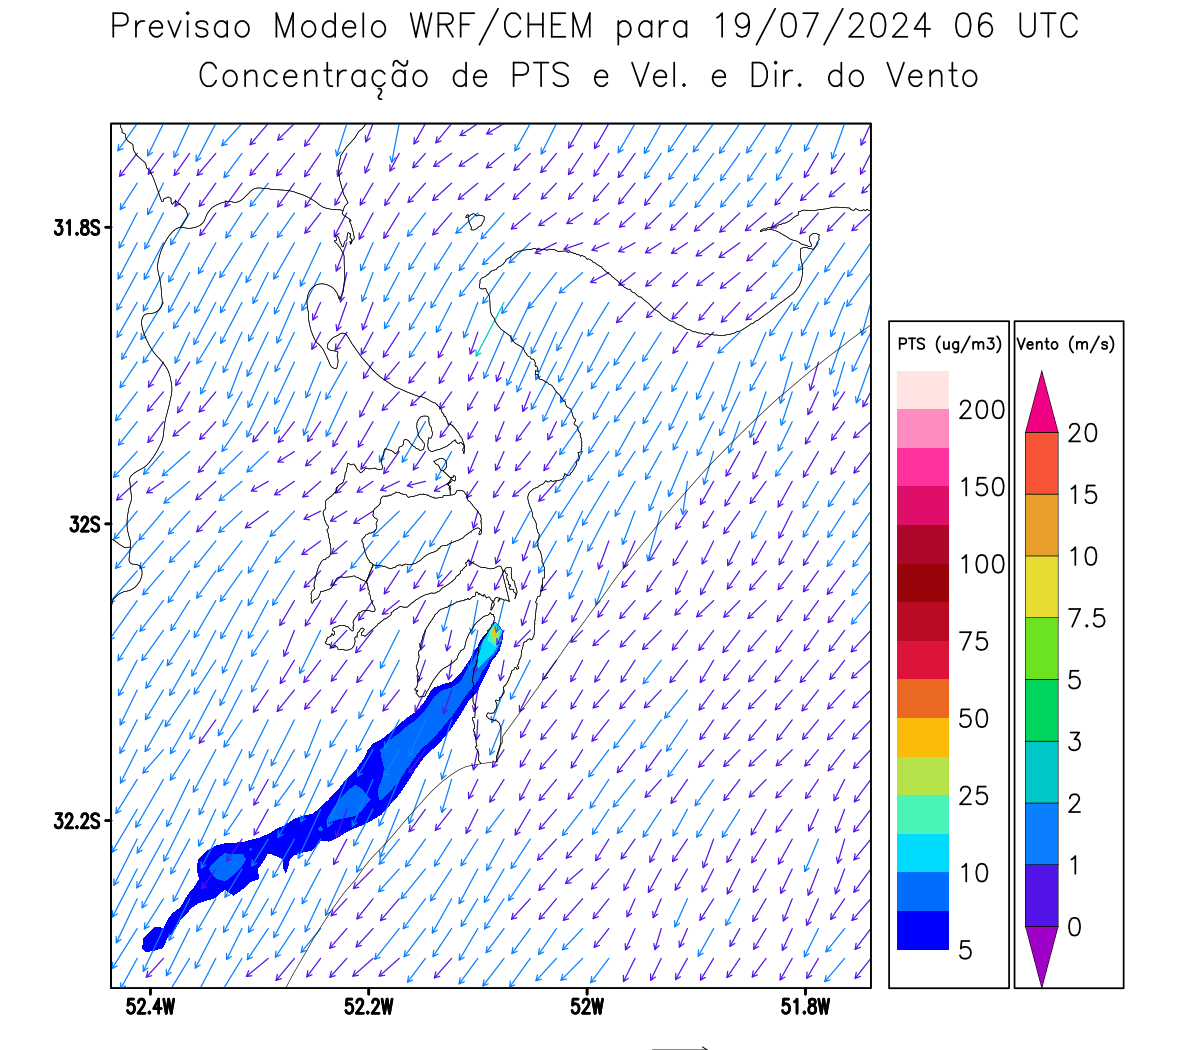 Previsao Modelo WRF/CHEM para 19/07/2024 06 UTC
Concentração de PTS e Vel. e Dir. do Vento
31.8S
32S
32.2S
52.4W
52.2W
52W
51.8W
PTS (ug/m3)
200
150
100
75
50
25
10
5
Vento (m/s)
20
15
10
7.5
5
3
2
1
0